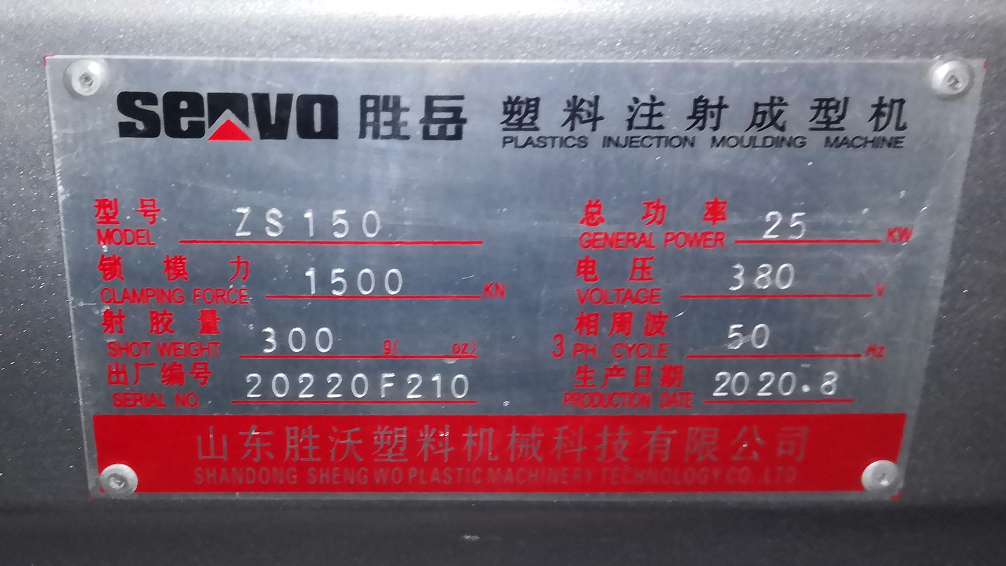 servo 胜岳 塑料注射成型机
PLASTICS INJECTION MOULDING MACHINE
型号 ZS150
MODEL
总功率 25 KW
GENERAL POWER
锁模力 1500 KN
CLAMPING FORCE
电压 380 V
VOLTAGE
射胶量 300 g( oz)
SHOT WEIGHT
3相周波 50 Hz
PH CYCLE
出厂编号 20220F210
SERIAL NO
生产日期 2020.8
PRODUCTION DATE
山东胜沃塑料机械科技有限公司
SHANDONG SHENG WO PLASTIC MACHINERY TECHNOLOGY CO.,LTD